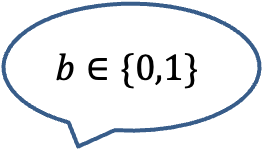 b ∈ {0,1}